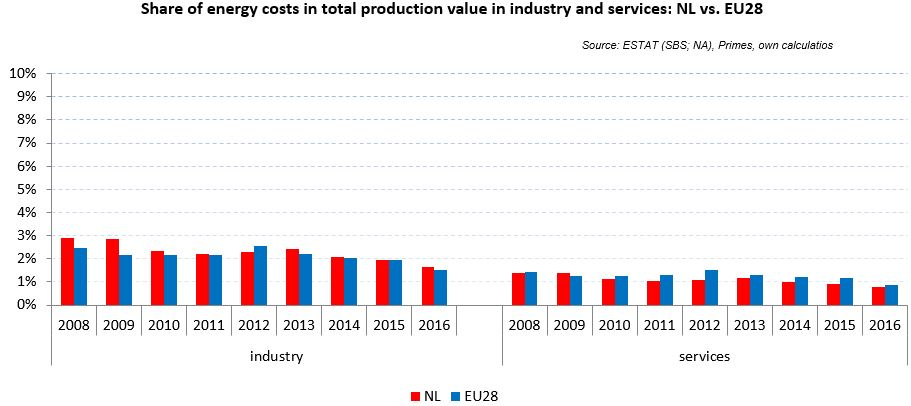 Share of energy costs in total production value in industry and services: NL vs. EU28
Source: ESTAT (SBS; NA), Primes, own calculatios
10%
9%
8%
7%
6%
5%
4%
3%
2%
1%
0%
2008 2009 2010 2011 2012 2013 2014 2015 2016 2008 2009 2010 2011 2012 2013 2014 2015 2016
industry services
NL EU28